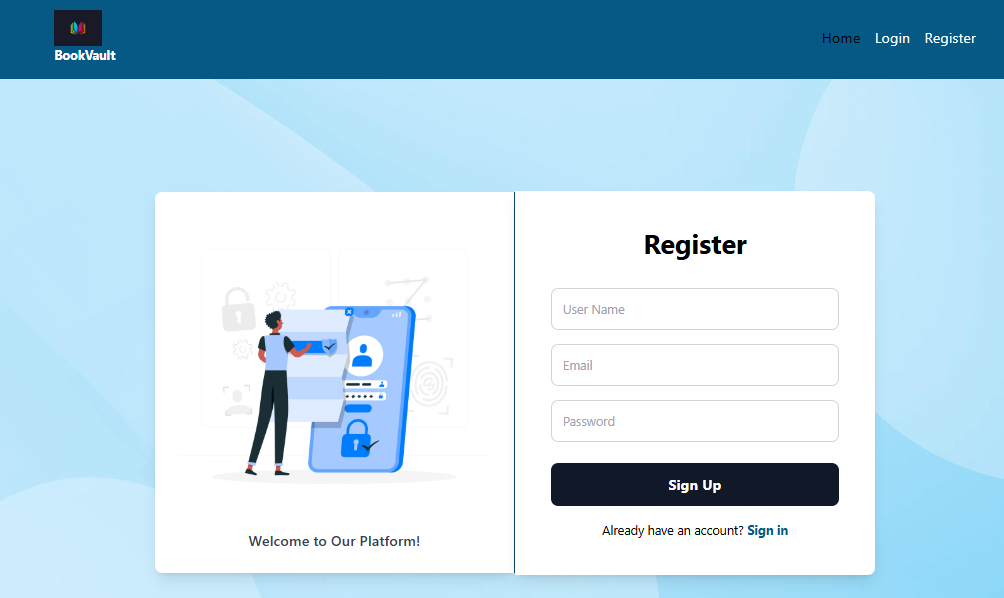 BookVault
Home Login Register
Register
User Name
Email
Password
Sign Up
Already have an account? Sign in
Welcome to Our Platform!